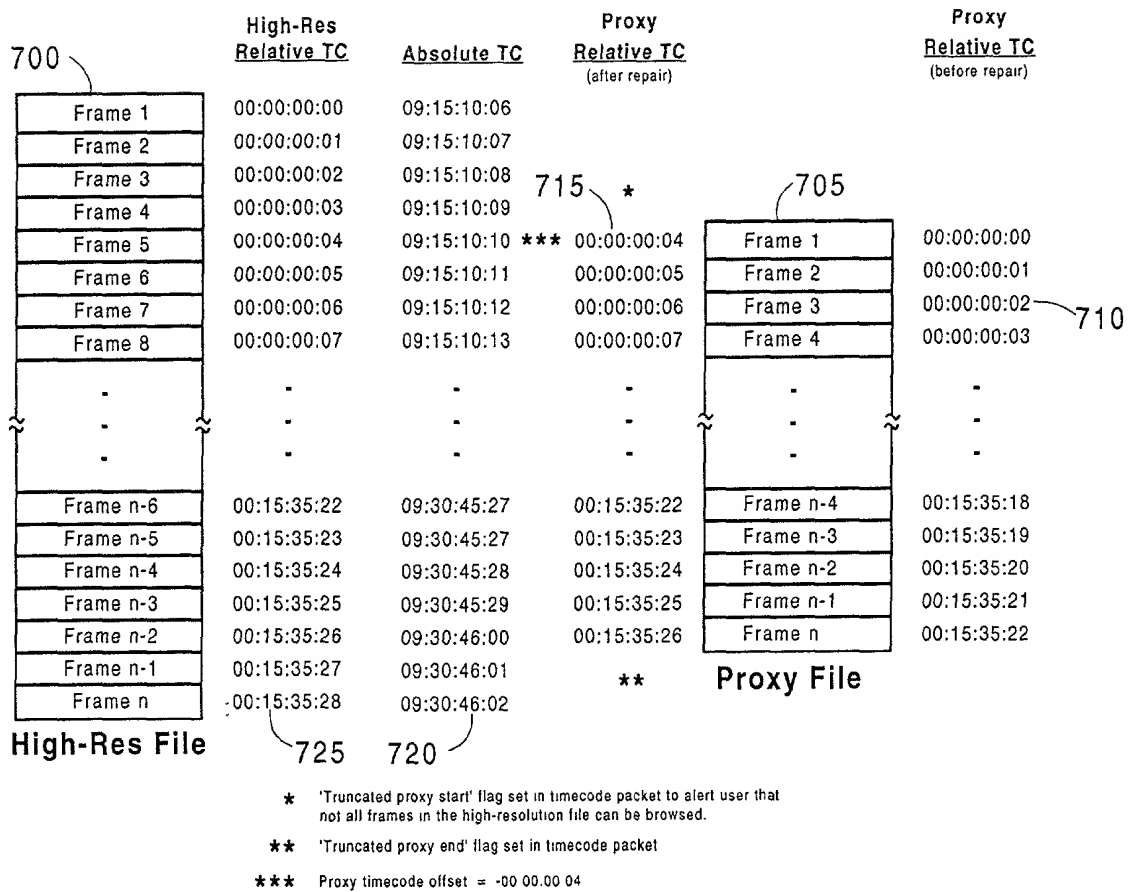 High-Res Proxy Proxy
700 Relative TC Absolute TC Relative TC Relative TC
(after repair) (before repair)
Frame 1 00:00:00:00 09:15:10:06
Frame 2 00:00:00:01 09:15:10:07
Frame 3 00:00:00:02 09:15:10:08 715 * 705
Frame 4 00:00:00:03 09:15:10:09
Frame 5 00:00:00:04 09:15:10:10 *** 00:00:00:04 Frame 1 00:00:00:00
Frame 6 00:00:00:05 09:15:10:11 00:00:00:05 Frame 2 00:00:00:01
Frame 7 00:00:00:06 09:15:10:12 00:00:00:06 Frame 3 00:00:00:02 710
Frame 8 00:00:00:07 09:15:10:13 00:00:00:07 Frame 4 00:00:00:03
Frame n-6 00:15:35:22 09:30:45:27 00:15:35:22 Frame n-4 00:15:35:18
Frame n-5 00:15:35:23 09:30:45:27 00:15:35:23 Frame n-3 00:15:35:19
Frame n-4 00:15:35:24 09:30:45:28 00:15:35:24 Frame n-2 00:15:35:20
Frame n-3 00:15:35:25 09:30:45:29 00:15:35:25 Frame n-1 00:15:35:21
Frame n-2 00:15:35:26 09:30:46:00 00:15:35:26 Frame n 00:15:35:22
Frame n-1 00:15:35:27 09:30:46:01 ** Proxy File
Frame n 00:15:35:28 09:30:46:02
High-Res File 725 720
* 'Truncated proxy start' flag set in timecode packet to alert user that
not all frames in the high-resolution file can be browsed.
** 'Truncated proxy end' flag set in timecode packet
*** Proxy timecode offset = -00 00.00 04